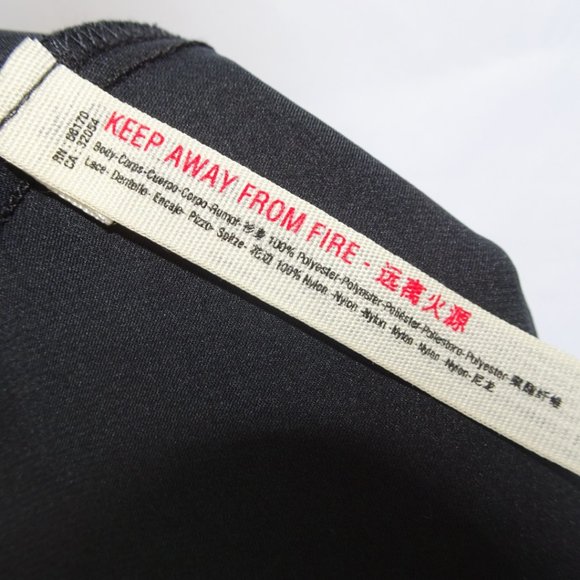 RN: 66170
CA: 32054
KEEP AWAY FROM FIRE - 远离火源
Body-Corps-Cuerpo-Corpo-Rumpf- 衫身 100% Polyester-Polyester-Poliéster-Poliestere-Polyester-聚酯纤维
Lace- Dentelle- Encaje- Pizzo- Spitze- 花边 100% Nylon -Nylon -Nylon- Nylon- Nylon- 尼龙